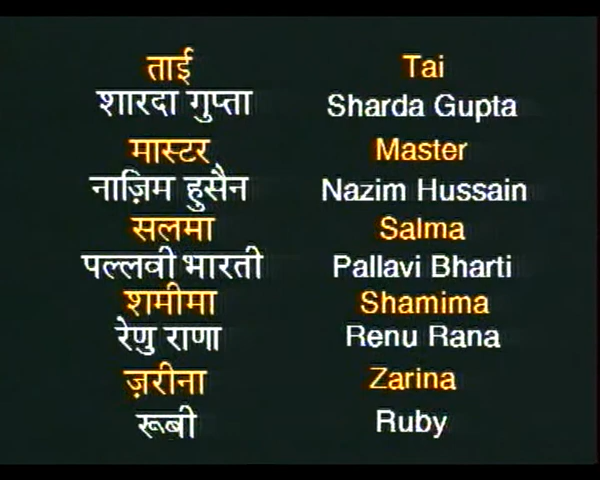 ताई Tai
शारदा गुप्ता Sharda Gupta
मास्टर Master
नाज़िम हुसैन Nazim Hussain
सलमा Salma
पल्लवी भारती Pallavi Bharti
शमीमा Shamima
रेणु राणा Renu Rana
ज़रीना Zarina
रूबी Ruby